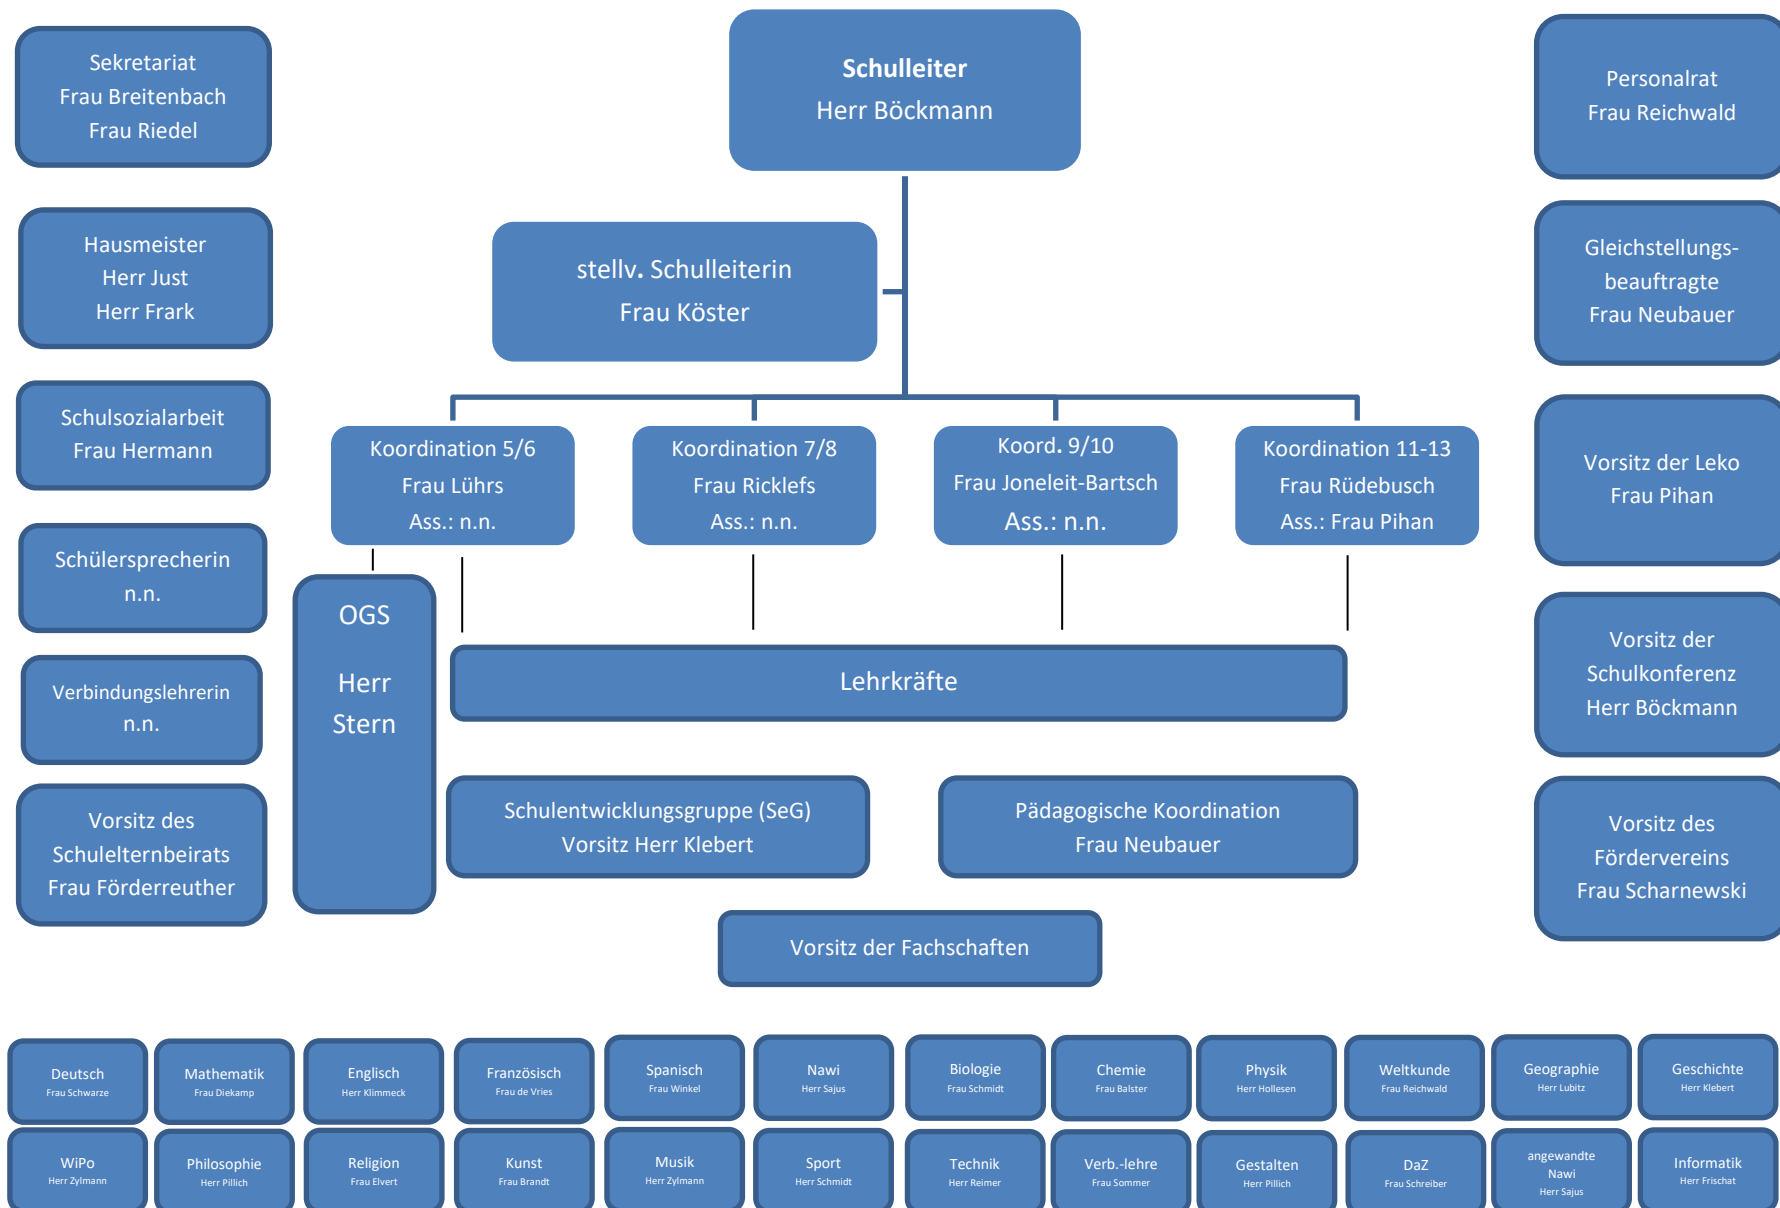 Schulleiter
Herr Böckmann
Sekretariat
Frau Breitenbach
Frau Riedel
Personalrat
Frau Reichwald
Hausmeister
Herr Just
Herr Frark
stellv. Schulleiterin
Frau Köster
Gleichstellungs-
beauftragte
Frau Neubauer
Schulsozialarbeit
Frau Hermann
Koordination 5/6
Frau Lührs
Ass.: n.n.
Koordination 7/8
Frau Ricklefs
Ass.: n.n.
Koord. 9/10
Frau Joneleit-Bartsch
Ass.: n.n.
Koordination 11-13
Frau Rüdebusch
Ass.: Frau Pihan
Vorsitz der Leko
Frau Pihan
Schülersprecherin
n.n.
OGS
Herr
Stern
Lehrkräfte
Vorsitz der
Schulkonferenz
Herr Böckmann
Verbindungslehrerin
n.n.
Vorsitz des
Schulelternbeirats
Frau Förderreuther
Schulentwicklungsgruppe (SeG)
Vorsitz Herr Klebert
Pädagogische Koordination
Frau Neubauer
Vorsitz des
Fördervereins
Frau Scharnewski
Vorsitz der Fachschaften
Deutsch
Frau Schwarze
Mathematik
Frau Diekamp
Englisch
Herr Klimmeck
Französisch
Frau de Vries
Spanisch
Frau Winkel
Nawi
Herr Sajus
Biologie
Frau Schmidt
Chemie
Frau Balster
Physik
Herr Hollesen
Weltkunde
Frau Reichwald
Geographie
Herr Lubitz
Geschichte
Herr Klebert
WiPo
Herr Zylmann
Philosophie
Herr Pillich
Religion
Frau Elvert
Kunst
Frau Brandt
Musik
Herr Zylmann
Sport
Herr Schmidt
Technik
Herr Reimer
Verb.-lehre
Frau Sommer
Gestalten
Herr Pillich
DaZ
Frau Schreiber
angewandte
Nawi
Herr Sajus
Informatik
Herr Frischat